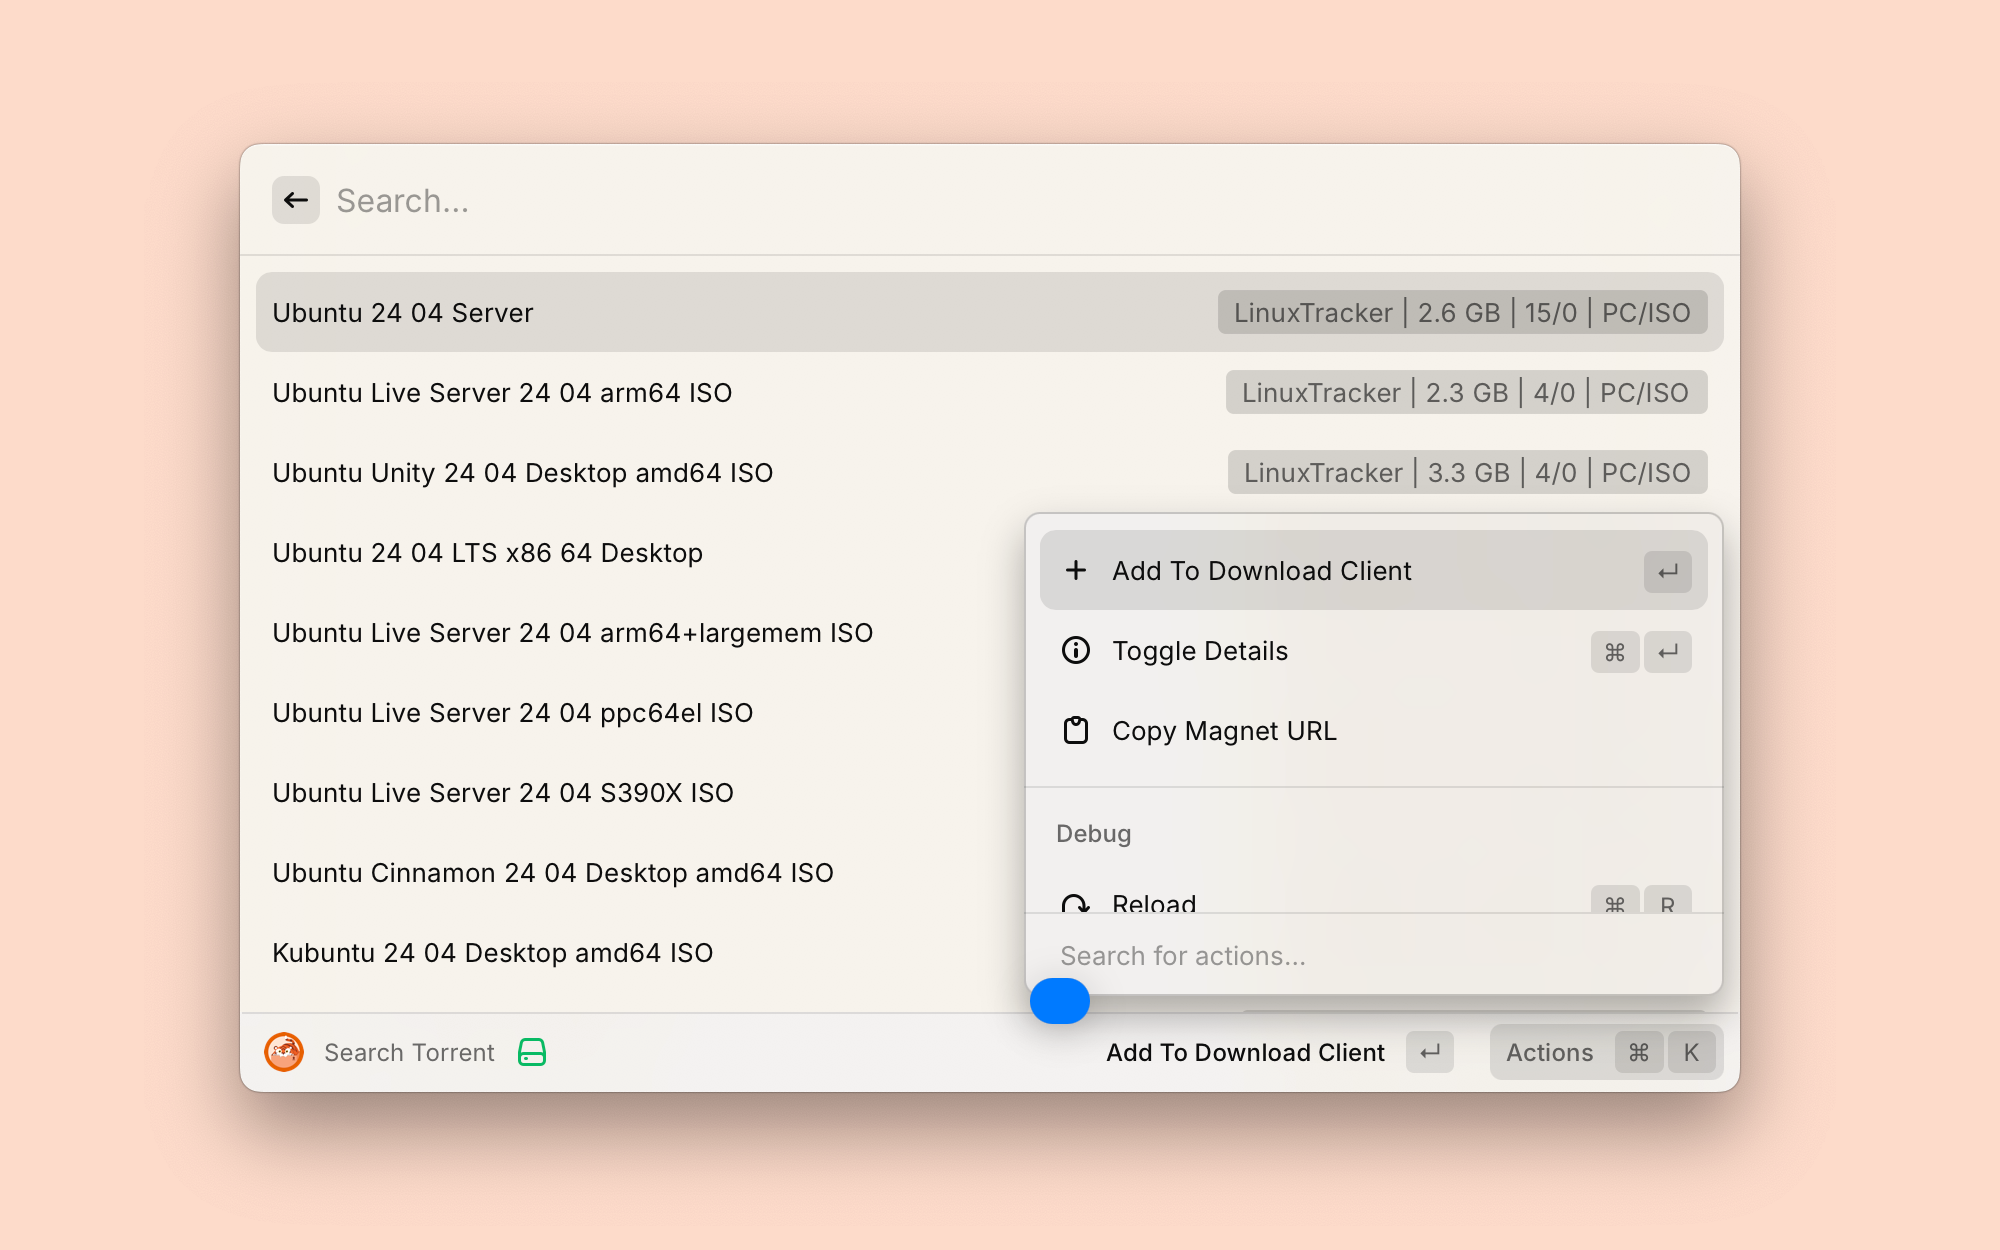 Search...
Ubuntu 24 04 Server
LinuxTracker | 2.6 GB | 15/0 | PC/ISO
Ubuntu Live Server 24 04 arm64 ISO
LinuxTracker | 2.3 GB | 4/0 | PC/ISO
Ubuntu Unity 24 04 Desktop amd64 ISO
LinuxTracker | 3.3 GB | 4/0 | PC/ISO
Ubuntu 24 04 LTS x86 64 Desktop
Ubuntu Live Server 24 04 arm64+largemem ISO
Ubuntu Live Server 24 04 ppc64el ISO
Ubuntu Live Server 24 04 S390X ISO
Ubuntu Cinnamon 24 04 Desktop amd64 ISO
Kubuntu 24 04 Desktop amd64 ISO
Add To Download Client ↵
Toggle Details ⌘ ↵
Copy Magnet URL
Debug
Reload ⌘ R
Search for actions...
Search Torrent
Add To Download Client ↵
Actions ⌘ K